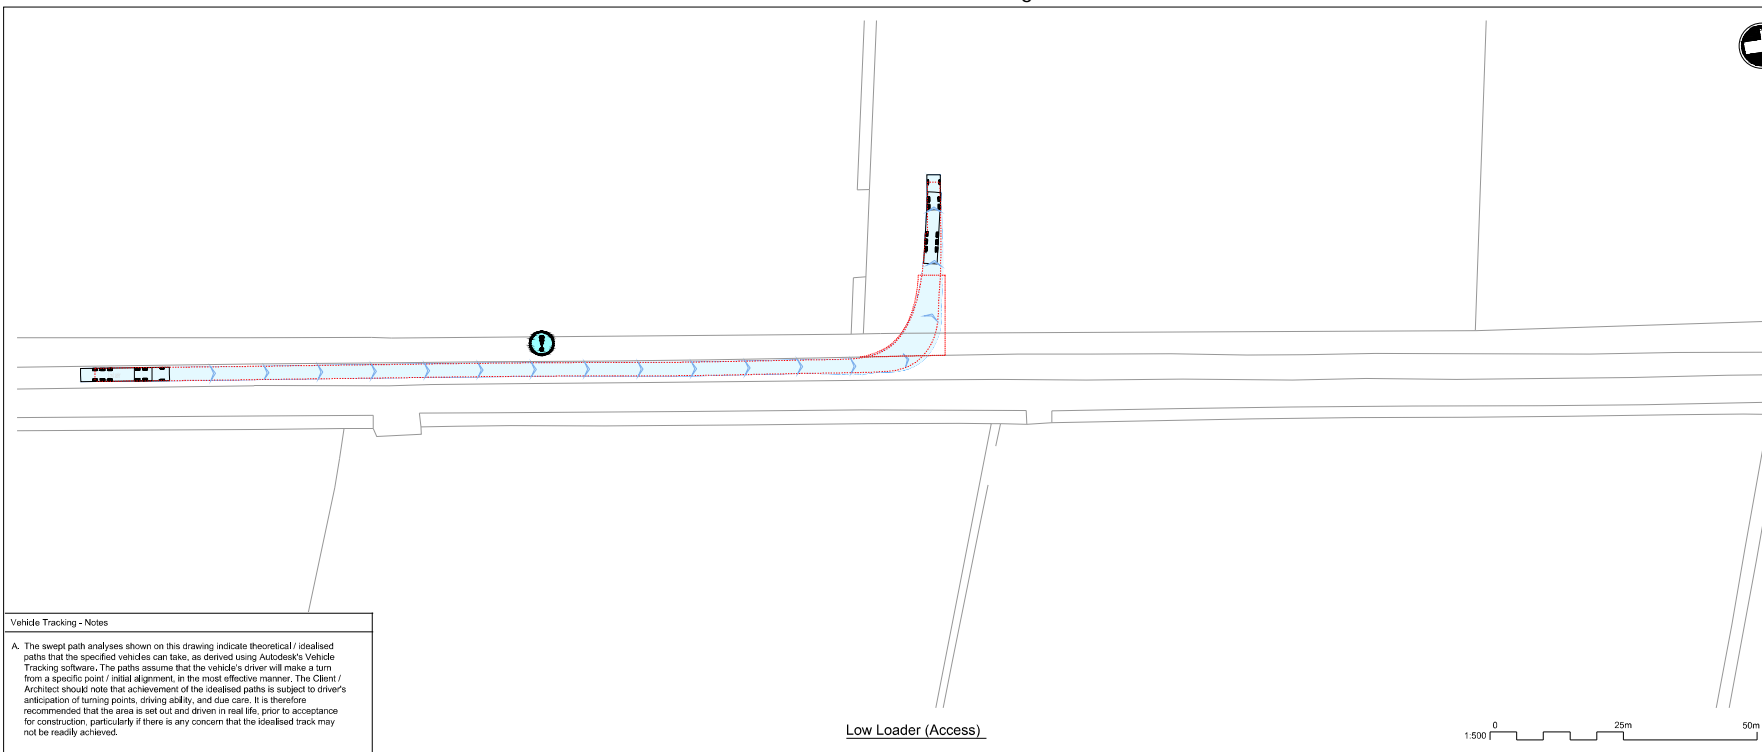 Low Loader (Access)
Vehicle Tracking - Notes
A. The swept path analyses shown on this drawing indicate theoretical / idealised
paths that the specified vehicles can take, as derived using Autodesk's Vehicle
Tracking software. The paths assume that the vehicle's driver will make a turn
from a specific point / initial alignment, in the most effective manner. The Client /
Architect should note that achievement of the idealised paths is subject to driver's
anticipation of turning points, driving ability, and due care. It is therefore
recommended that the area is set out and driven in real life, prior to acceptance
for construction, particularly if there is any concern that the idealised track may
not be readily achieved.
1:500
0 25m 50m